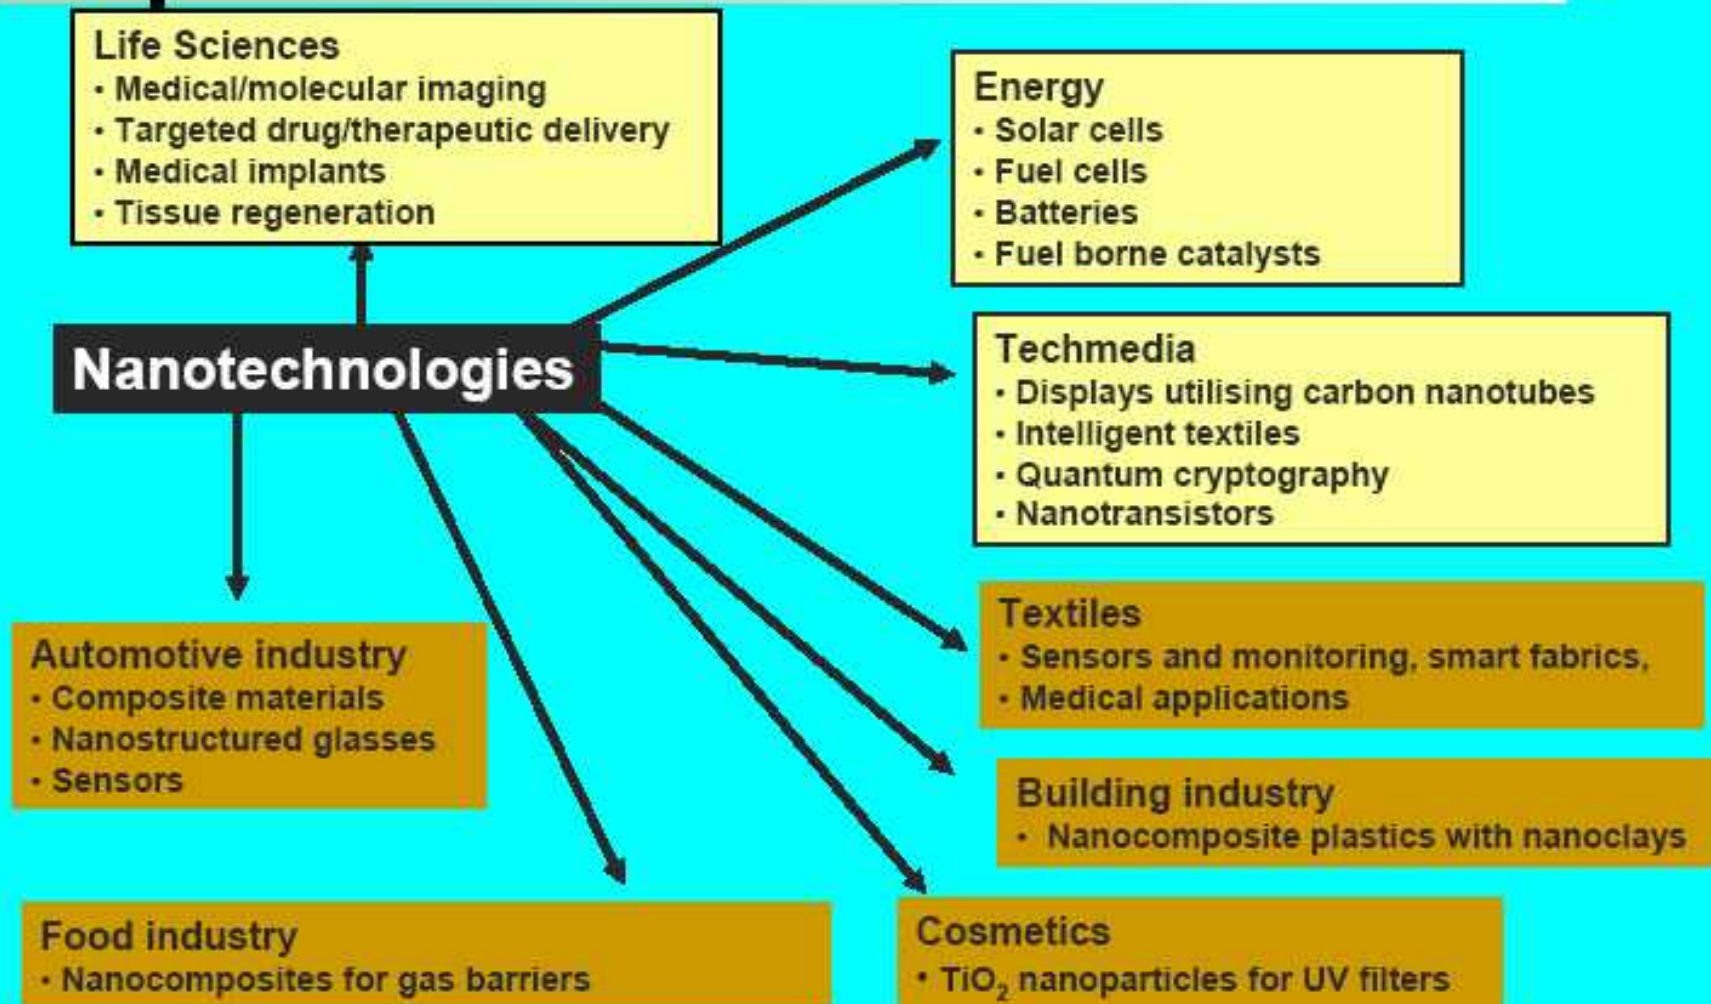 Life Sciences
• Medical/molecular imaging
• Targeted drug/therapeutic delivery
• Medical implants
• Tissue regeneration
Energy
• Solar cells
• Fuel cells
• Batteries
• Fuel borne catalysts
Nanotechnologies
Techmedia
• Displays utilising carbon nanotubes
• Intelligent textiles
• Quantum cryptography
• Nanotransistors
Textiles
• Sensors and monitoring, smart fabrics,
• Medical applications
Automotive industry
• Composite materials
• Nanostructured glasses
• Sensors
Building industry
• Nanocomposite plastics with nanoclays
Food industry
• Nanocomposites for gas barriers
Cosmetics
• TiO₂ nanoparticles for UV filters